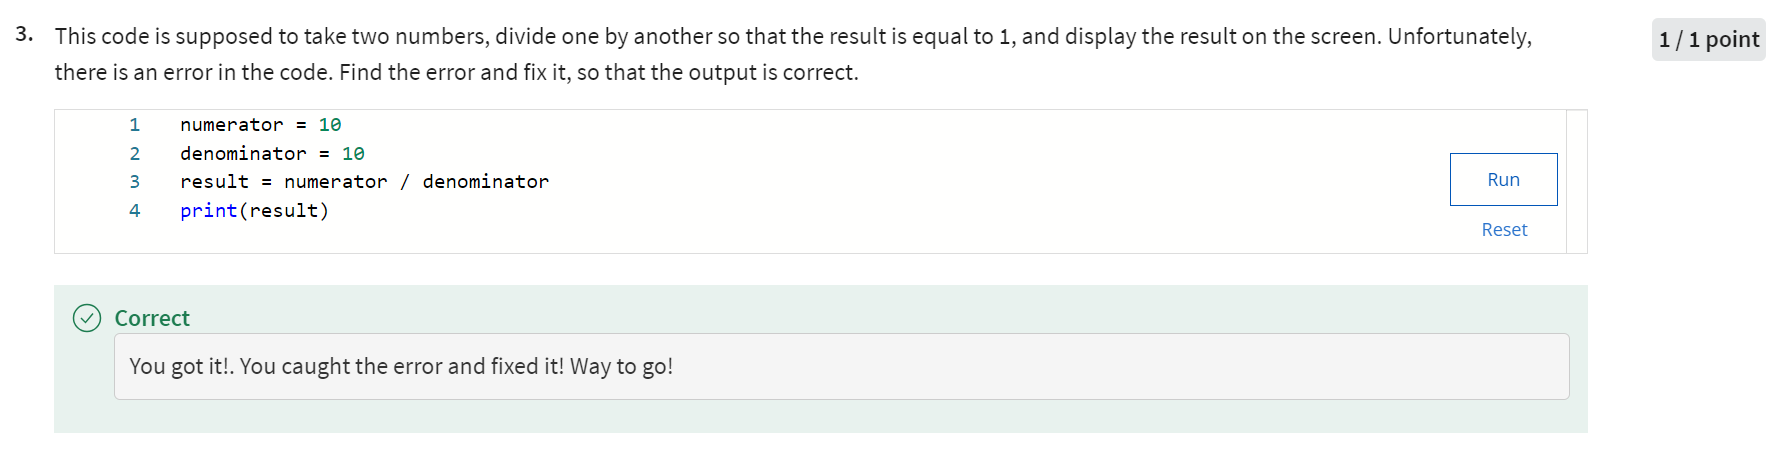 3. This code is supposed to take two numbers, divide one by another so that the result is equal to 1, and display the result on the screen. Unfortunately,
there is an error in the code. Find the error and fix it, so that the output is correct.
1 / 1 point
1 numerator = 10
2 denominator = 10
3 result = numerator / denominator
4 print(result)
Run
Reset
Correct
You got it!. You caught the error and fixed it! Way to go!